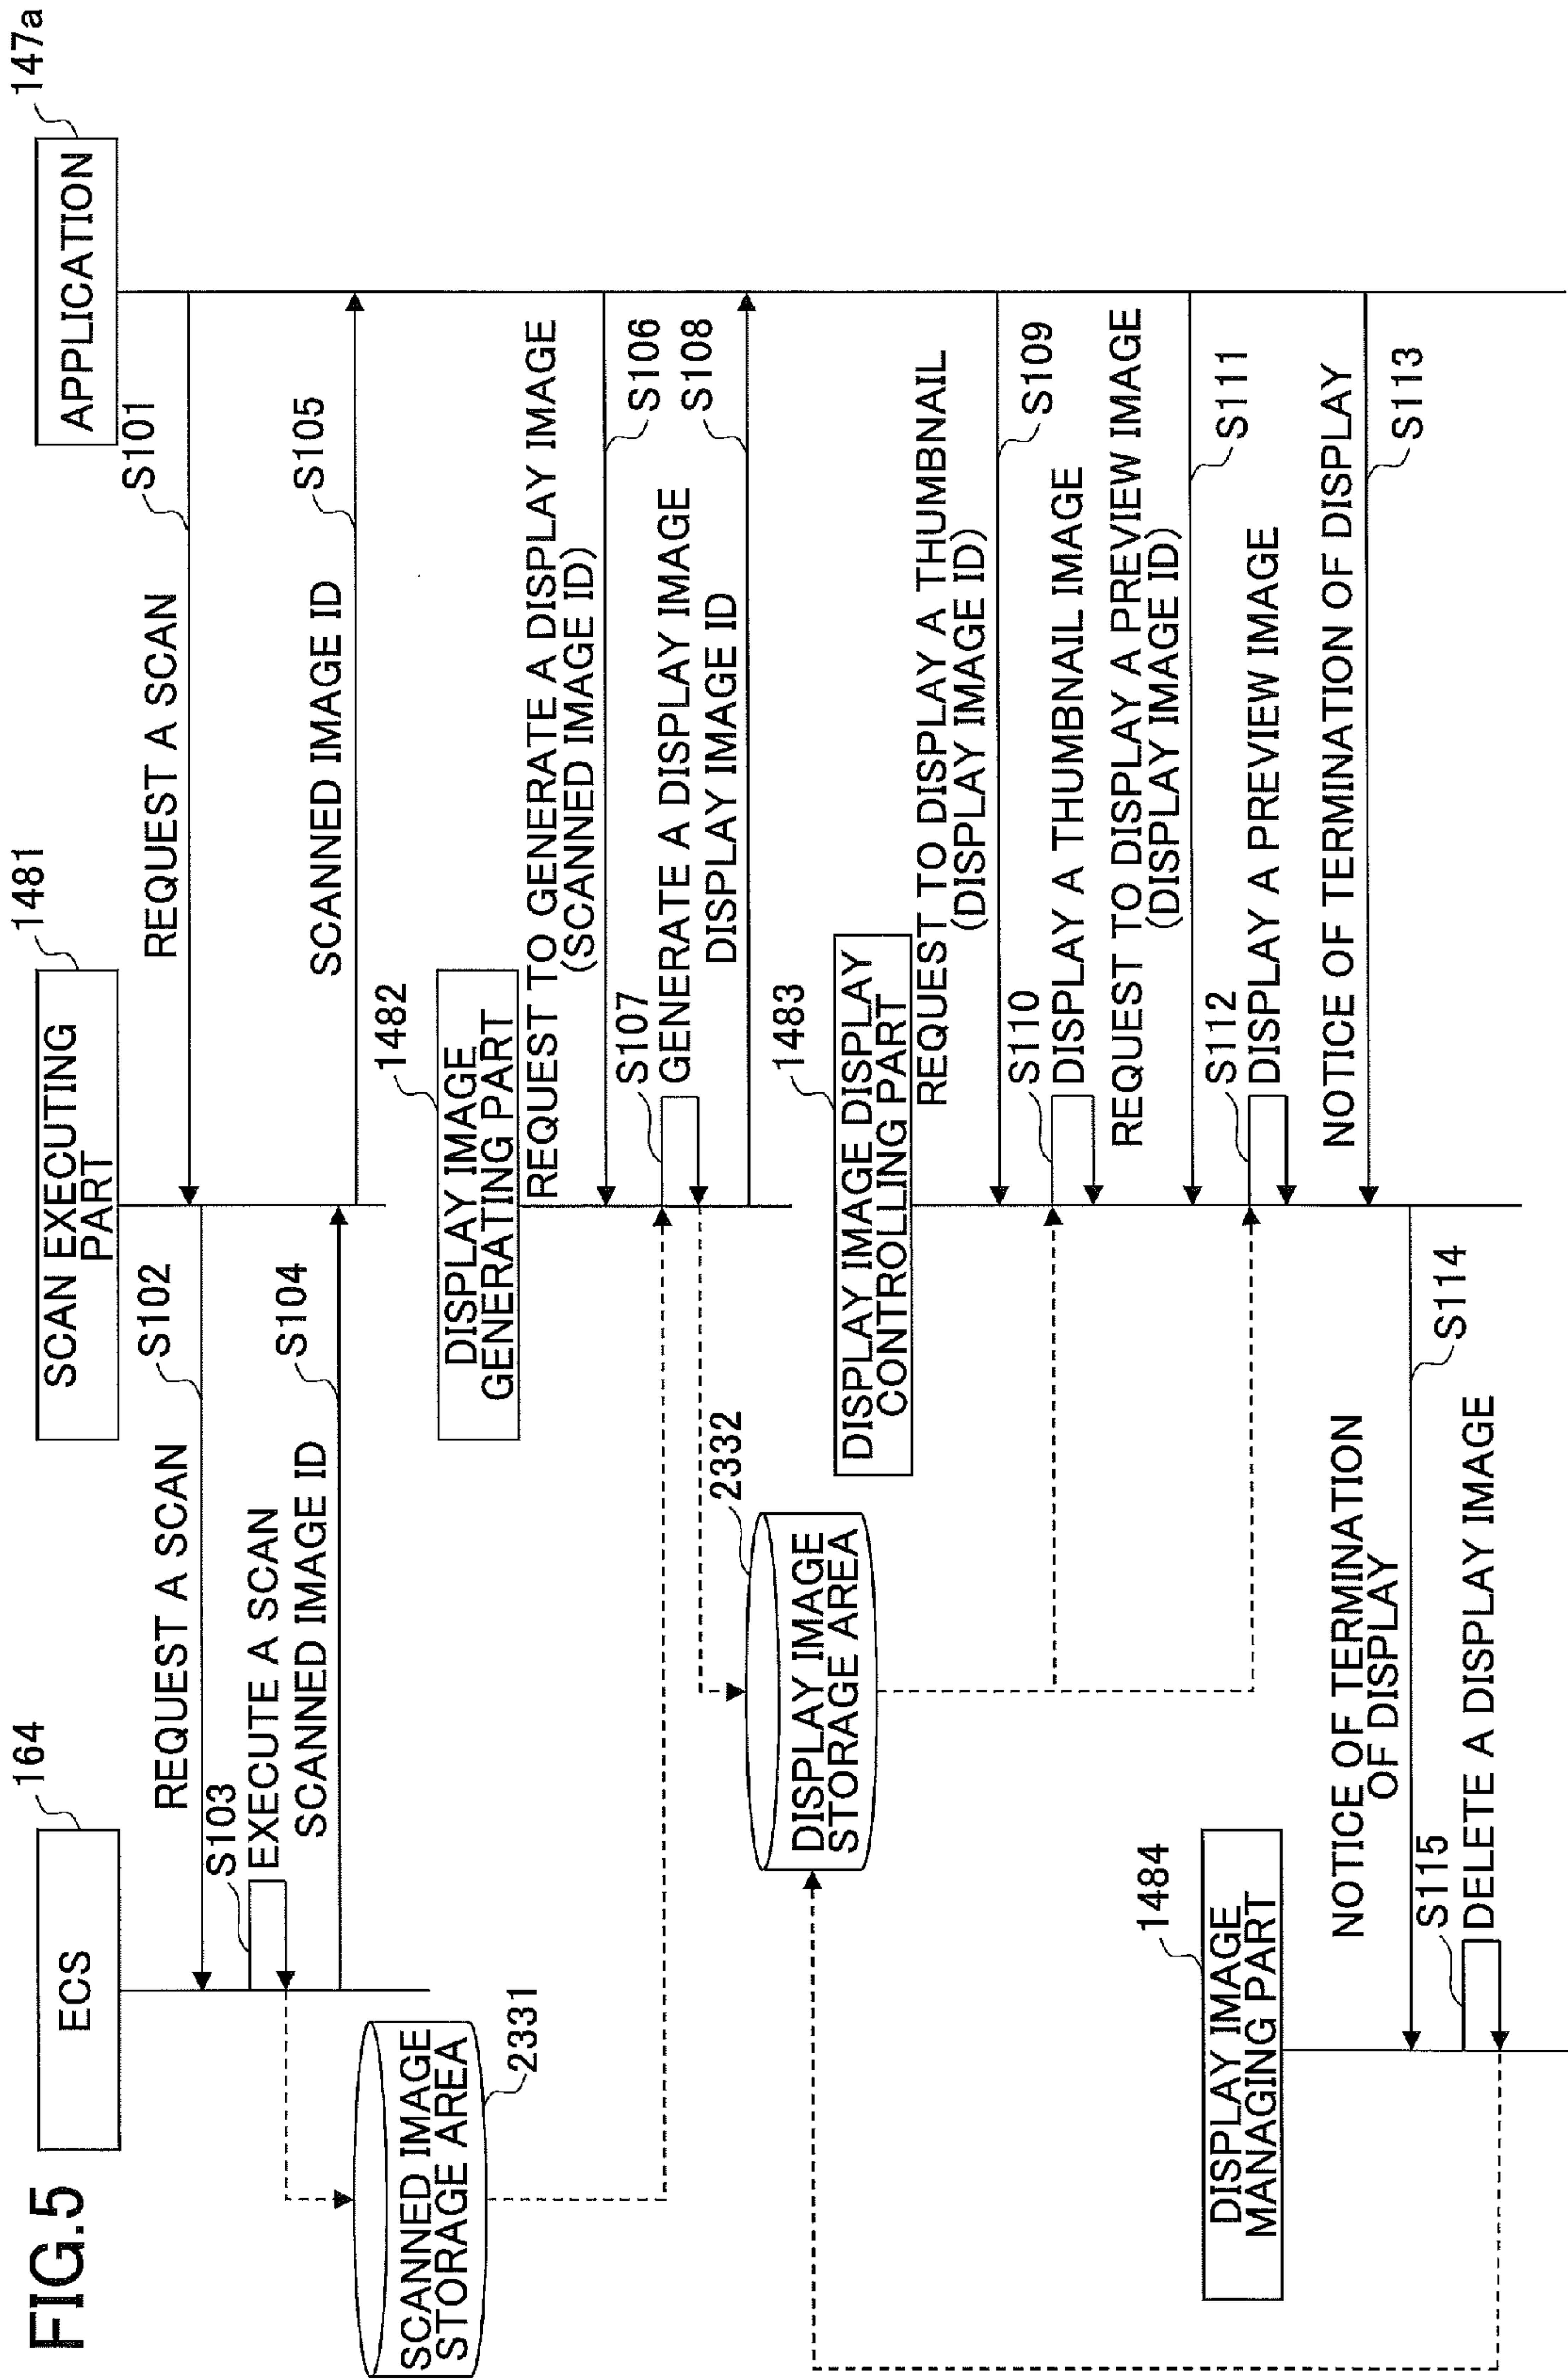 FIG.5
ECS
164
SCAN EXECUTING
PART
1481
APPLICATION
147a
REQUEST A SCAN
S101
REQUEST A SCAN
S102
S103
EXECUTE A SCAN
SCANNED IMAGE ID
S104
SCANNED IMAGE ID
S105
SCANNED IMAGE
STORAGE AREA
2331
DISPLAY IMAGE
GENERATING PART
1482
REQUEST TO GENERATE A DISPLAY IMAGE
(SCANNED IMAGE ID)
S106
S107
GENERATE A DISPLAY IMAGE
DISPLAY IMAGE ID
S108
2332
DISPLAY IMAGE
STORAGE AREA
DISPLAY IMAGE DISPLAY
CONTROLLING PART
1483
REQUEST TO DISPLAY A THUMBNAIL
(DISPLAY IMAGE ID)
S109
S110
DISPLAY A THUMBNAIL IMAGE
REQUEST TO DISPLAY A PREVIEW IMAGE
(DISPLAY IMAGE ID)
S111
S112
DISPLAY A PREVIEW IMAGE
NOTICE OF TERMINATION OF DISPLAY
S113
DISPLAY IMAGE
MANAGING PART
1484
NOTICE OF TERMINATION
OF DISPLAY
S114
S115
DELETE A DISPLAY IMAGE